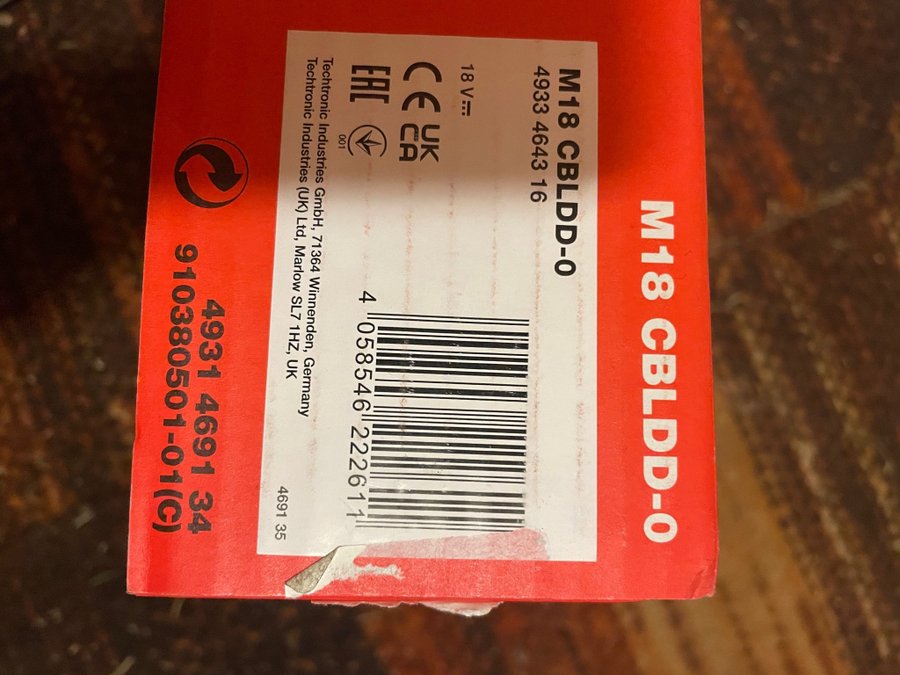 M18 CBLDD-0
M18 CBLDD-0
4933 4643 16
18 V
CE
UK
CA
EAC
001
4 058546 222611
Techtronic Industries GmbH, 71364 Winnenden, Germany
Techtronic Industries (UK) Ltd, Marlow SL7 1HZ, UK
4691 35
4931 4691 34
910380501-01(C)